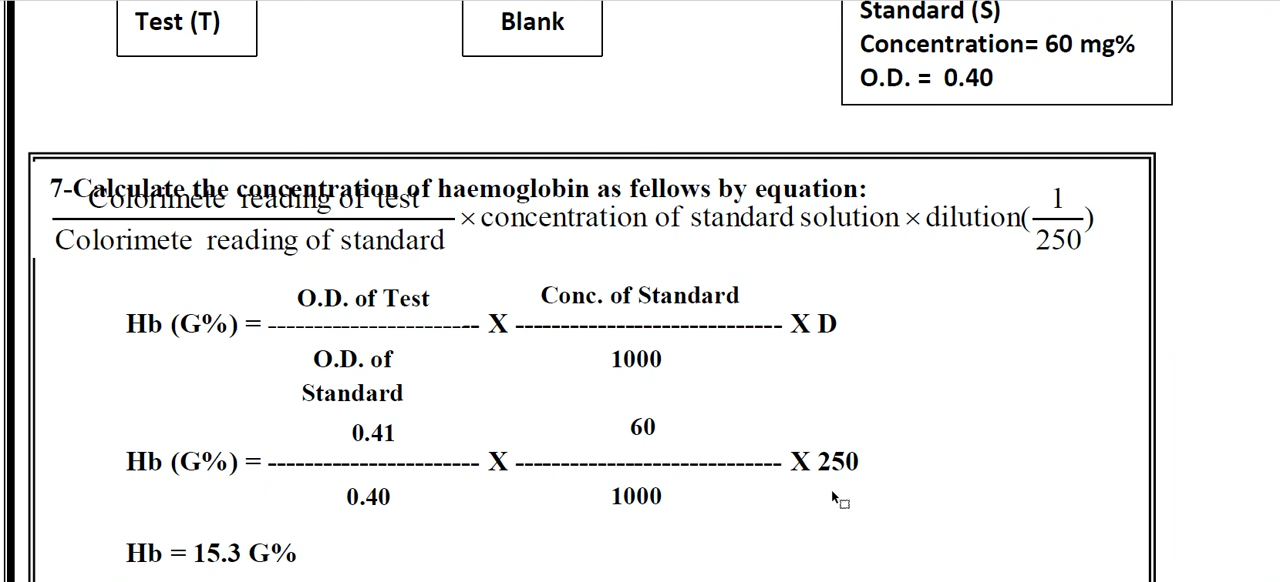 Test (T)
Blank
Standard (S)
Concentration= 60 mg%
O.D. = 0.40
7-Calculate the concentration of haemoglobin as fellows by equation:
Colorimete reading of test
Colorimete reading of standard
× concentration of standard solution × dilution(1/250)
O.D. of Test
Conc. of Standard
Hb (G%) = ----------------------- X ----------------------------- X D
O.D. of
Standard
1000
0.41
60
Hb (G%) = ----------------------- X ----------------------------- X 250
0.40
1000
Hb = 15.3 G%